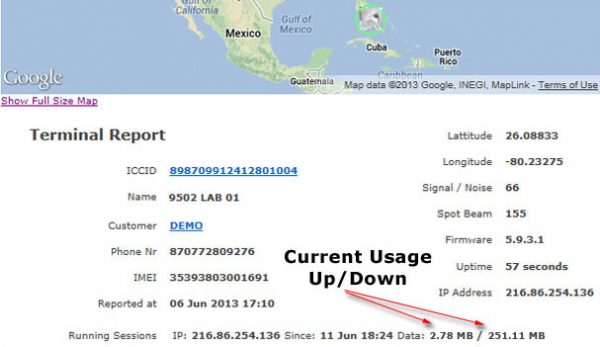 Gulf of
Mexico
Mexico
Cuba
Puerto
Rico
Guatemala
Caribbean
Google
Map data ©2013 Google, INEGI, MapLink - Terms of Use
Show Full Size Map
Terminal Report
ICCID 898709912412801004
Name 9502 LAB 01
Customer DEMO
Phone Nr 870772809276
IMEI 35393803001691
Reported at 06 Jun 2013 17:10
Lattitude 26.08833
Longitude -80.23275
Signal / Noise 66
Spot Beam 155
Firmware 5.9.3.1
Uptime 57 seconds
IP Address 216.86.254.136
Current Usage
Up/Down
Running Sessions IP: 216.86.254.136 Since: 11 Jun 18:24 Data: 2.78 MB / 251.11 MB